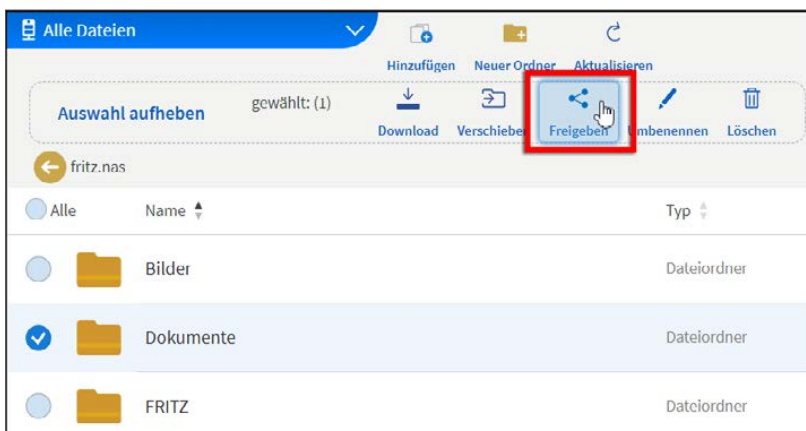 Alle Dateien
Hinzufügen Neuer Ordner Aktualisieren
Auswahl aufheben gewählt: (1)
Download Verschieben Freigeben Umbenennen Löschen
fritz.nas
Alle Name Typ
Bilder Dateiordner
Dokumente Dateiordner
FRITZ Dateiordner